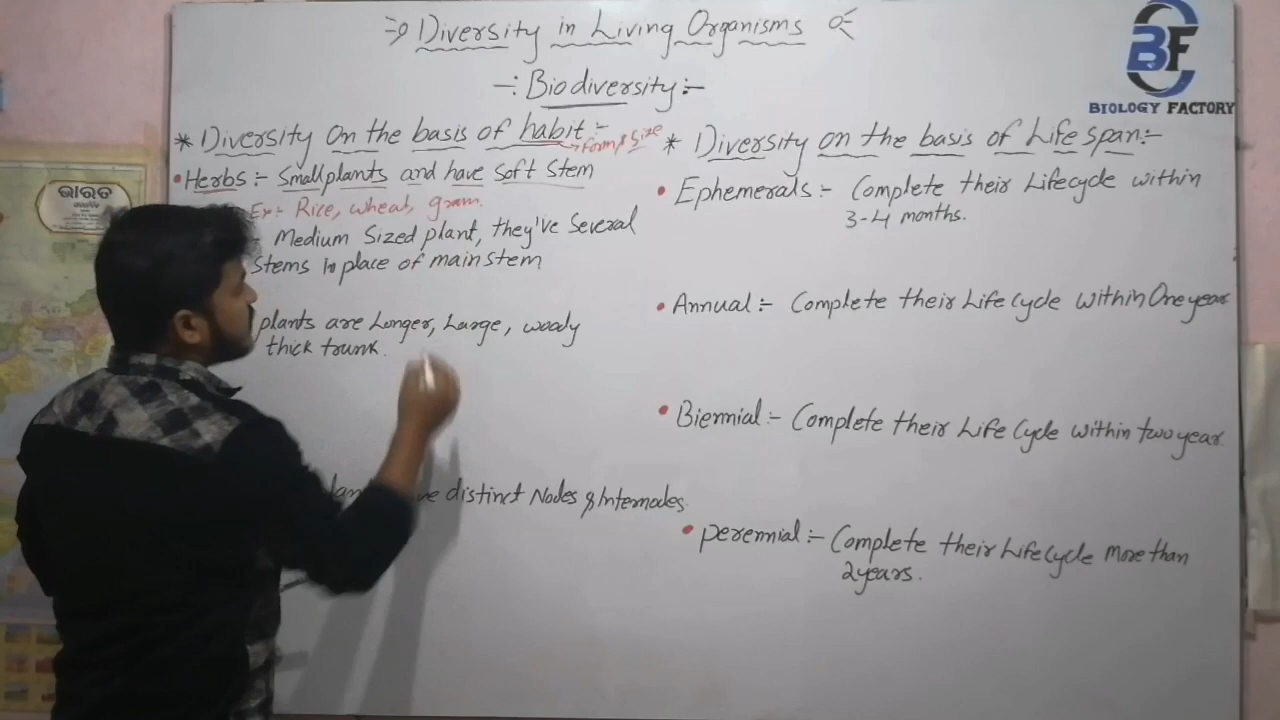 Diversity in Living Organisms
-: Biodiversity :-
* Diversity on the basis of habit :-
→ form & size
• Herbs :- Small plants and have soft stem
Ex:- Rice, wheat, gram.
Medium Sized plant, they've several
stems in place of main stem
plants are Longer, Large, woody
thick trunk.
distinct Nodes & Internodes.
* Diversity on the basis of Life span:-
• Ephemerals :- Complete their Lifecycle within
3-4 months.
• Annual :- Complete their Life Cycle within One year
• Biennial :- Complete their Life Cycle within two year
• perennial :- Complete their Life Cycle more than
2 years.
BF
BIOLOGY FACTORY
ଭାରତ